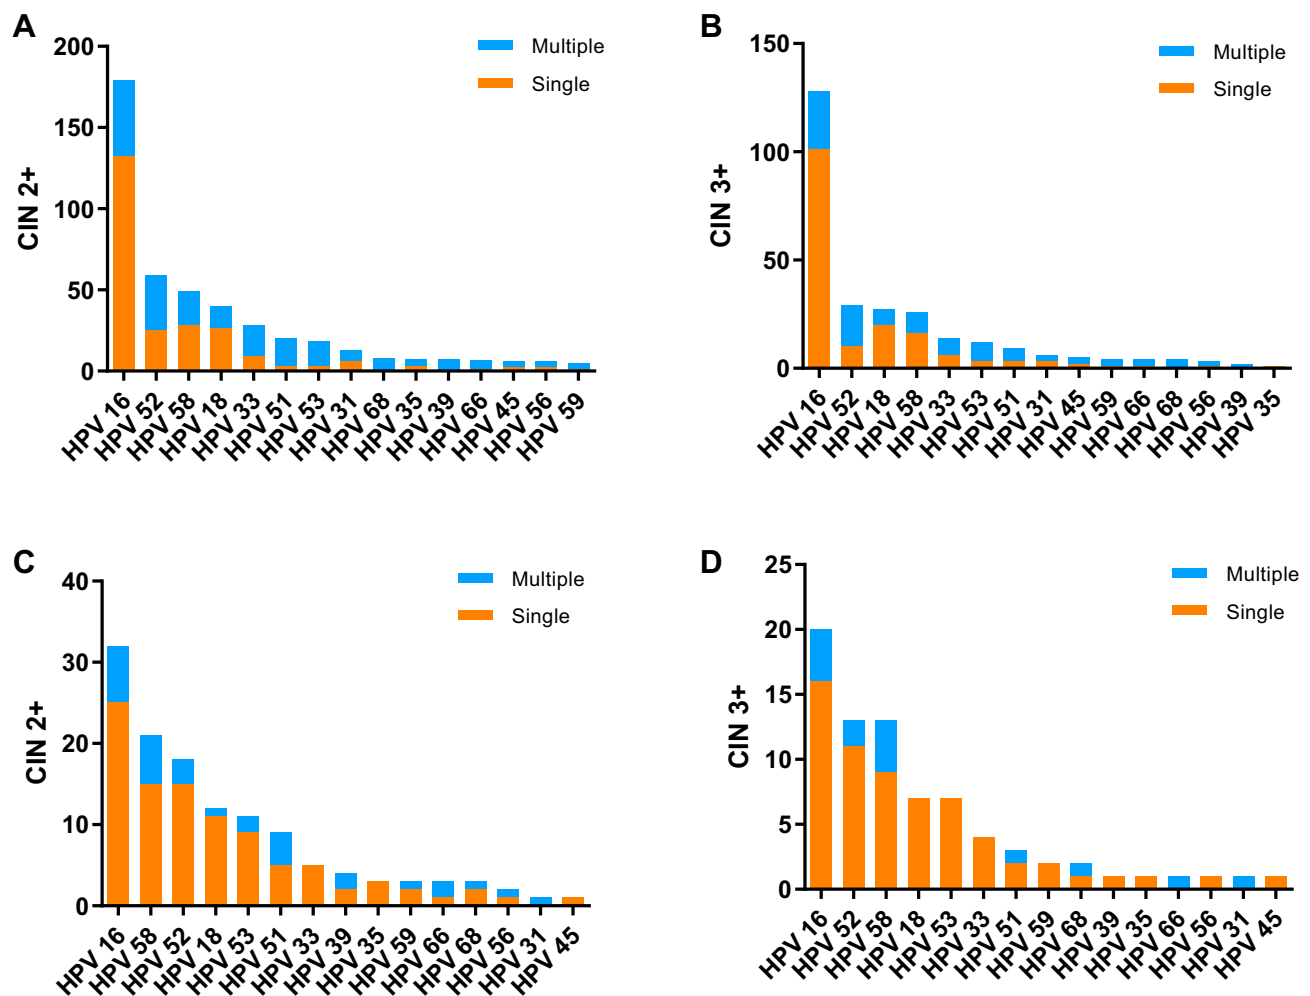 A
CIN 2+
200
150
100
50
0
Multiple
Single
HPV 16
HPV 52
HPV 58
HPV 18
HPV 33
HPV 51
HPV 53
HPV 31
HPV 68
HPV 35
HPV 39
HPV 66
HPV 45
HPV 56
HPV 59
B
CIN 3+
150
100
50
0
Multiple
Single
HPV 16
HPV 52
HPV 18
HPV 58
HPV 33
HPV 53
HPV 51
HPV 31
HPV 45
HPV 59
HPV 66
HPV 68
HPV 56
HPV 39
HPV 35
C
CIN 2+
40
30
20
10
0
Multiple
Single
HPV 16
HPV 58
HPV 52
HPV 18
HPV 53
HPV 51
HPV 33
HPV 39
HPV 35
HPV 59
HPV 66
HPV 68
HPV 56
HPV 31
HPV 45
D
CIN 3+
25
20
15
10
5
0
Multiple
Single
HPV 16
HPV 52
HPV 58
HPV 18
HPV 53
HPV 33
HPV 51
HPV 59
HPV 68
HPV 39
HPV 35
HPV 66
HPV 56
HPV 31
HPV 45